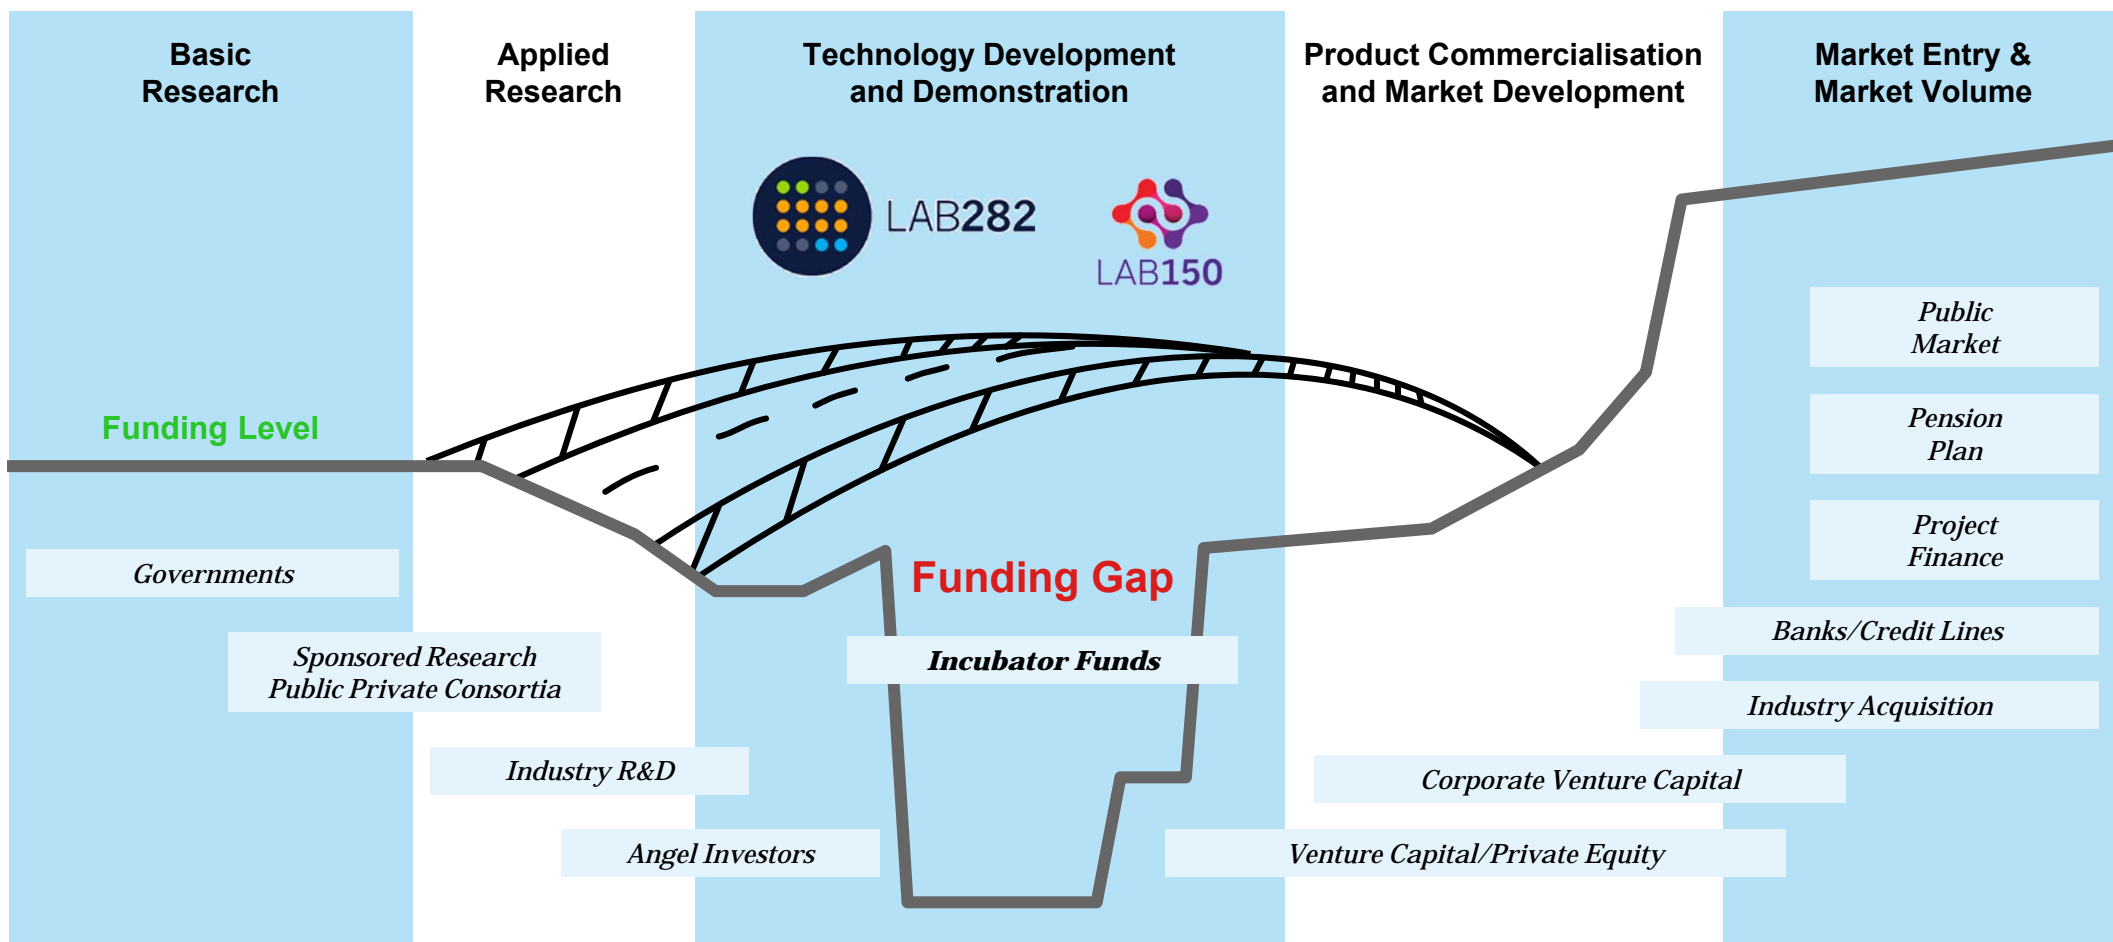 Basic
Research
Applied
Research
Technology Development
and Demonstration
Product Commercialisation
and Market Development
Market Entry &
Market Volume
LAB282
LAB150
Funding Level
Funding Gap
Governments
Sponsored Research
Public Private Consortia
Industry R&D
Angel Investors
Incubator Funds
Venture Capital/Private Equity
Corporate Venture Capital
Public
Market
Pension
Plan
Project
Finance
Banks/Credit Lines
Industry Acquisition